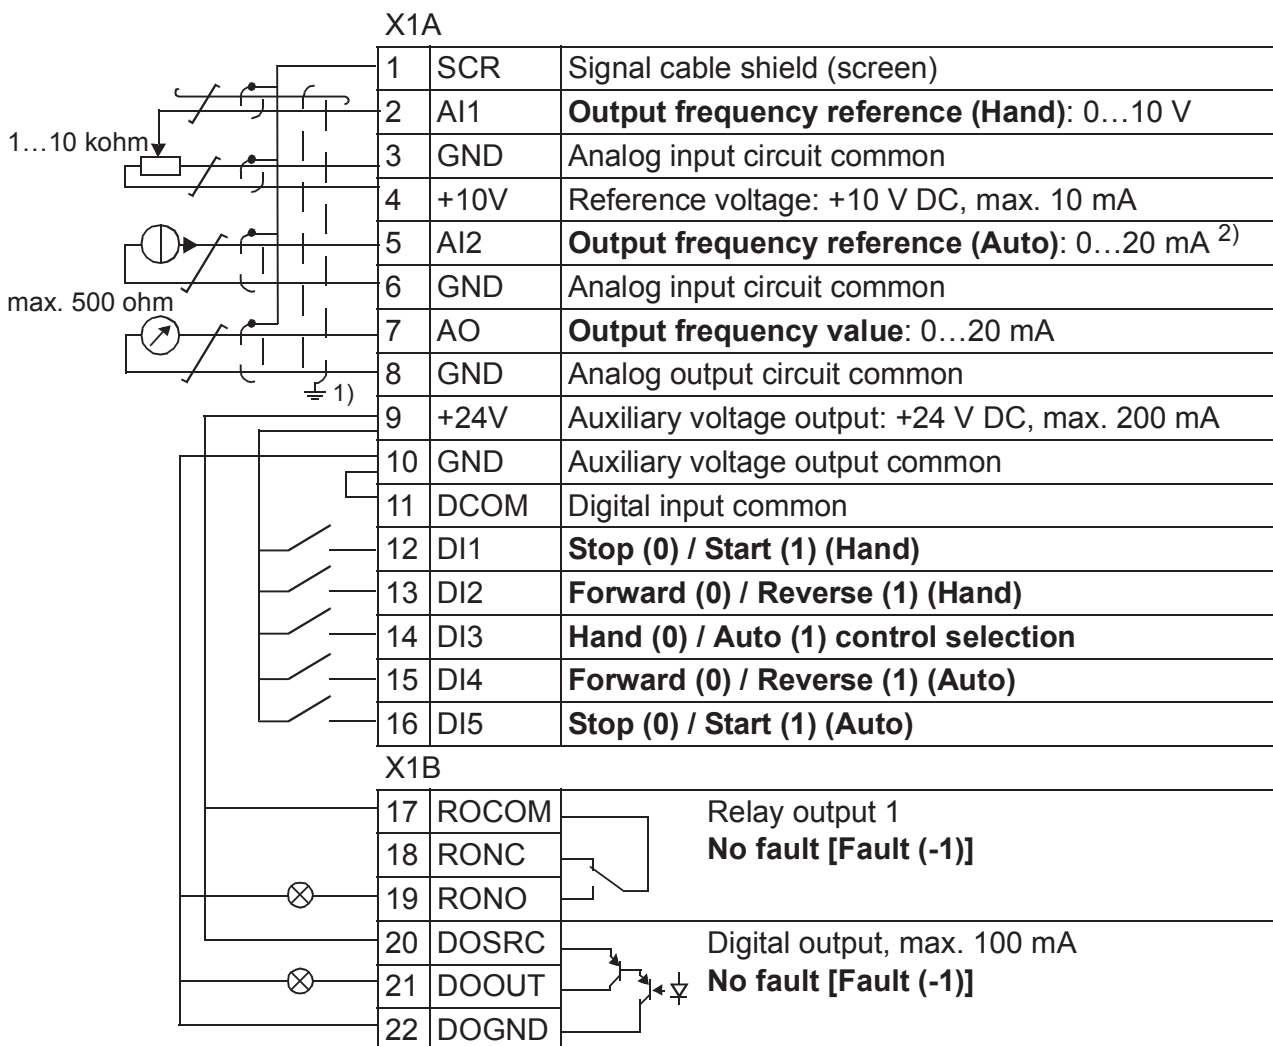 X1A
1 SCR Signal cable shield (screen)
2 AI1 Output frequency reference (Hand): 0…10 V
1…10 kohm
3 GND Analog input circuit common
4 +10V Reference voltage: +10 V DC, max. 10 mA
5 AI2 Output frequency reference (Auto): 0…20 mA 2)
6 GND Analog input circuit common
max. 500 ohm
7 AO Output frequency value: 0…20 mA
8 GND Analog output circuit common
1)
9 +24V Auxiliary voltage output: +24 V DC, max. 200 mA
10 GND Auxiliary voltage output common
11 DCOM Digital input common
12 DI1 Stop (0) / Start (1) (Hand)
13 DI2 Forward (0) / Reverse (1) (Hand)
14 DI3 Hand (0) / Auto (1) control selection
15 DI4 Forward (0) / Reverse (1) (Auto)
16 DI5 Stop (0) / Start (1) (Auto)
X1B
17 ROCOM Relay output 1
18 RONC No fault [Fault (-1)]
19 RONO
20 DOSRC Digital output, max. 100 mA
21 DOOUT No fault [Fault (-1)]
22 DOGND